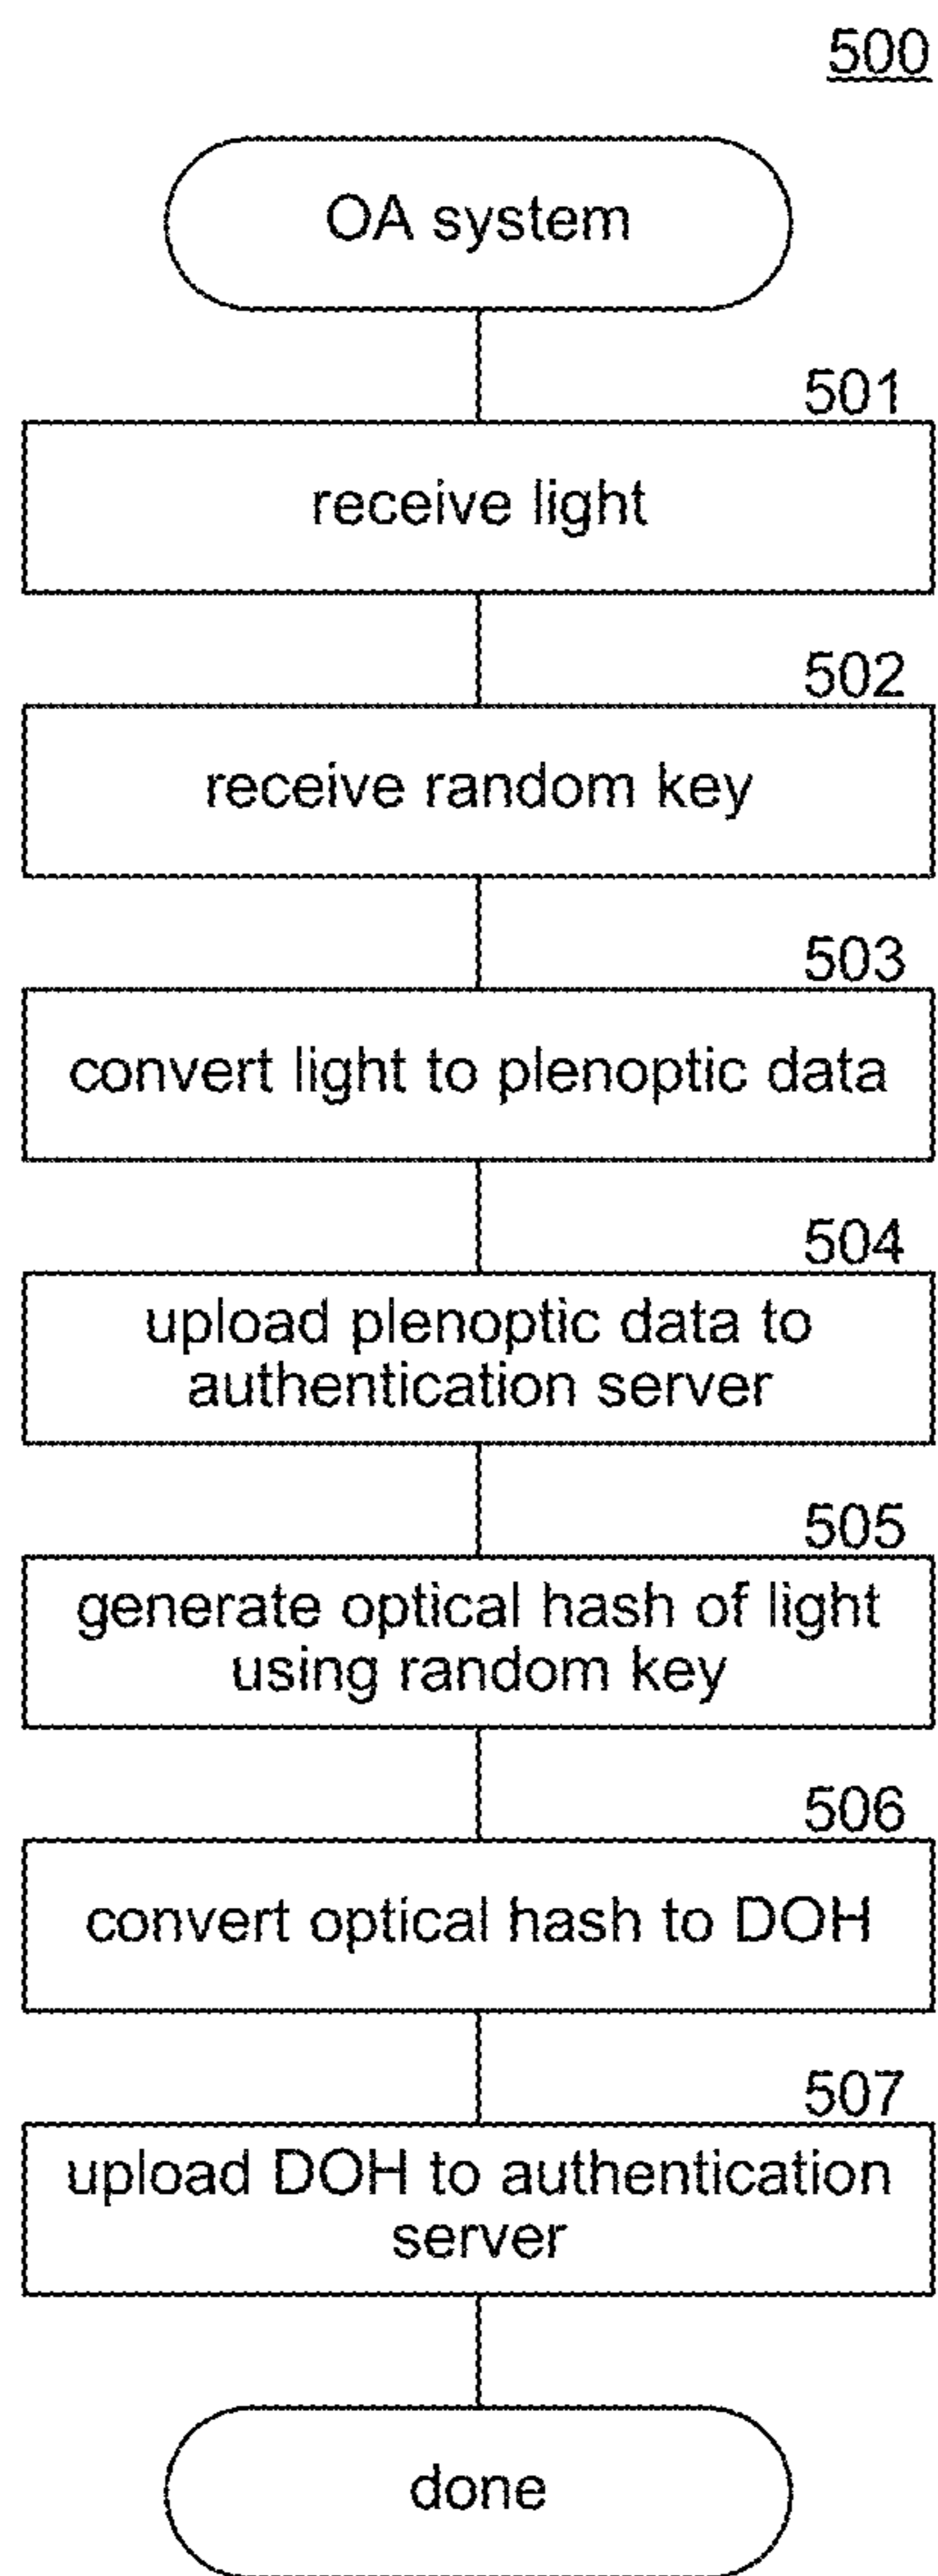 500
OA system
501
receive light
502
receive random key
503
convert light to plenoptic data
504
upload plenoptic data to
authentication server
505
generate optical hash of light
using random key
506
convert optical hash to DOH
507
upload DOH to authentication
server
done